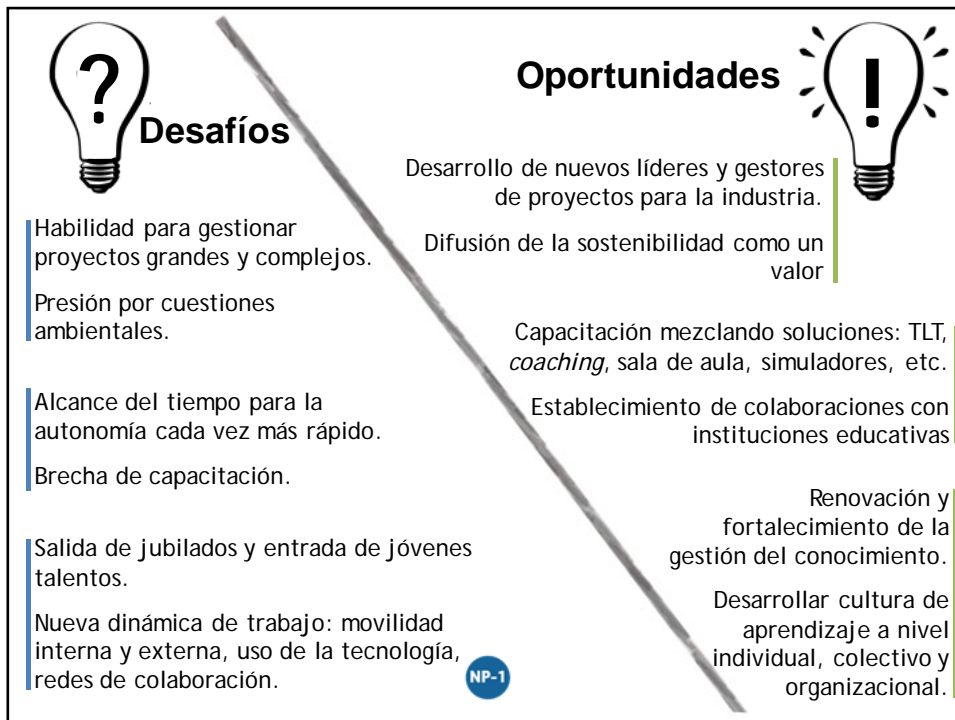 ?
Desafíos
Habilidad para gestionar
proyectos grandes y complejos.
Presión por cuestiones
ambientales.
Alcance del tiempo para la
autonomía cada vez más rápido.
Brecha de capacitación.
Salida de jubilados y entrada de jóvenes
talentos.
Nueva dinámica de trabajo: movilidad
interna y externa, uso de la tecnología,
redes de colaboración.
NP-1
Oportunidades
!
Desarrollo de nuevos líderes y gestores
de proyectos para la industria.
Difusión de la sostenibilidad como un
valor
Capacitación mezclando soluciones: TLT,
coaching, sala de aula, simuladores, etc.
Establecimiento de colaboraciones con
instituciones educativas
Renovación y
fortalecimiento de la
gestión del conocimiento.
Desarrollar cultura de
aprendizaje a nivel
individual, colectivo y
organizacional.